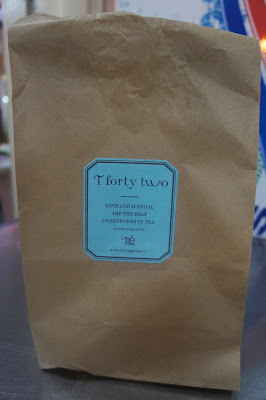 T forty two
LOVE AND SCANDAL
ARE THE BEST
SWEETENERS OF TEA